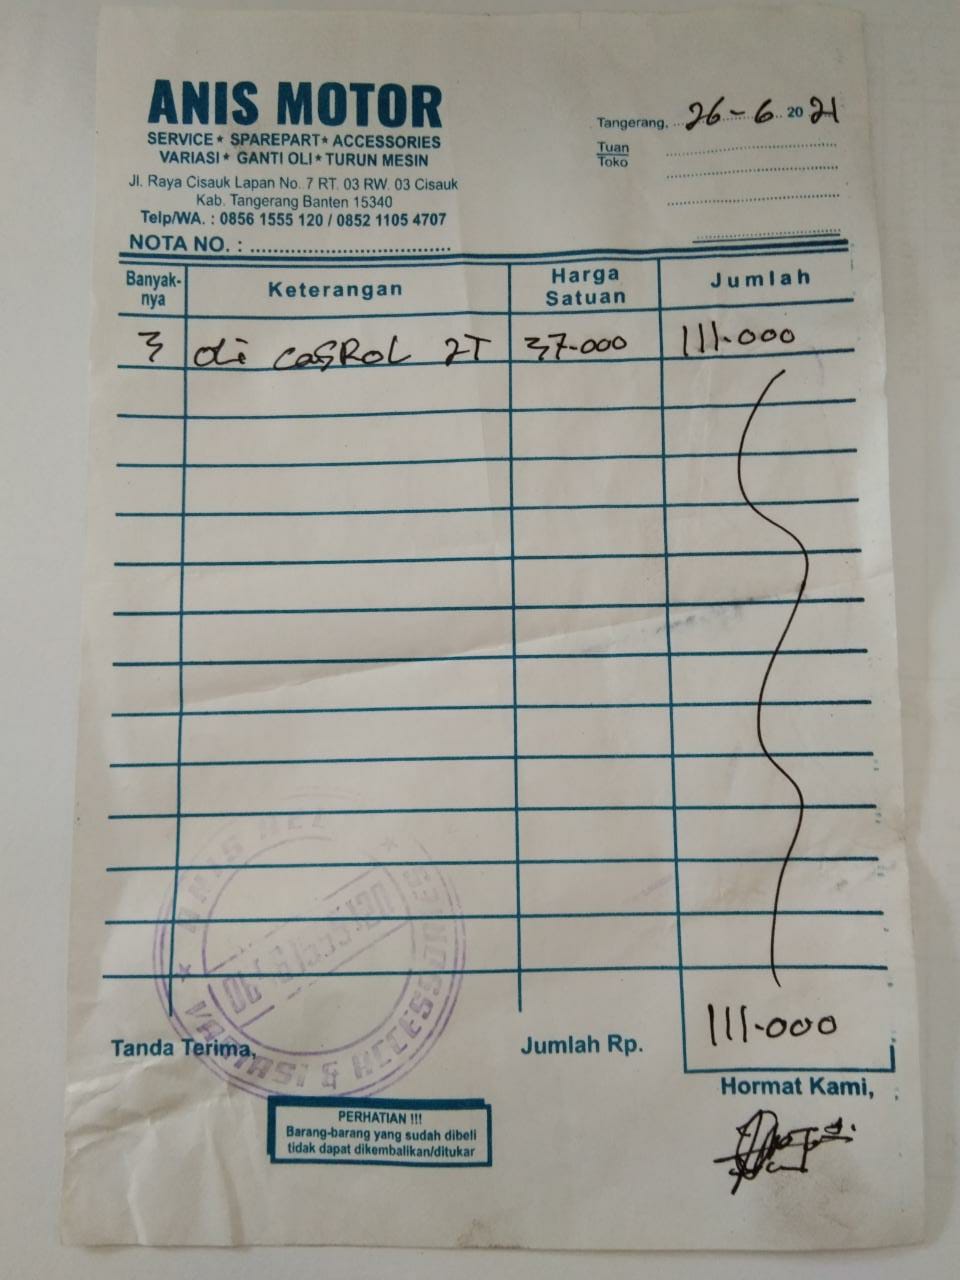 ANIS MOTOR
SERVICE ★ SPAREPART ★ ACCESSORIES
VARIASI ★ GANTI OLI ★ TURUN MESIN
Jl. Raya Cisauk Lapan No. 7 RT. 03 RW. 03 Cisauk
Kab. Tangerang Banten 15340
Telp/WA. : 0856 1555 120 / 0852 1105 4707
NOTA NO. : ................................
Tangerang, 26 - 6 2021
Tuan
Toko
Banyak-nya Keterangan Harga Satuan Jumlah
3 oli casRoL 2T 37.000 111.000
VARIASI & ACCESSORIES
Tanda Terima,
Jumlah Rp. 111.000
Hormat Kami,
PERHATIAN !!!
Barang-barang yang sudah dibeli
tidak dapat dikembalikan/ditukar